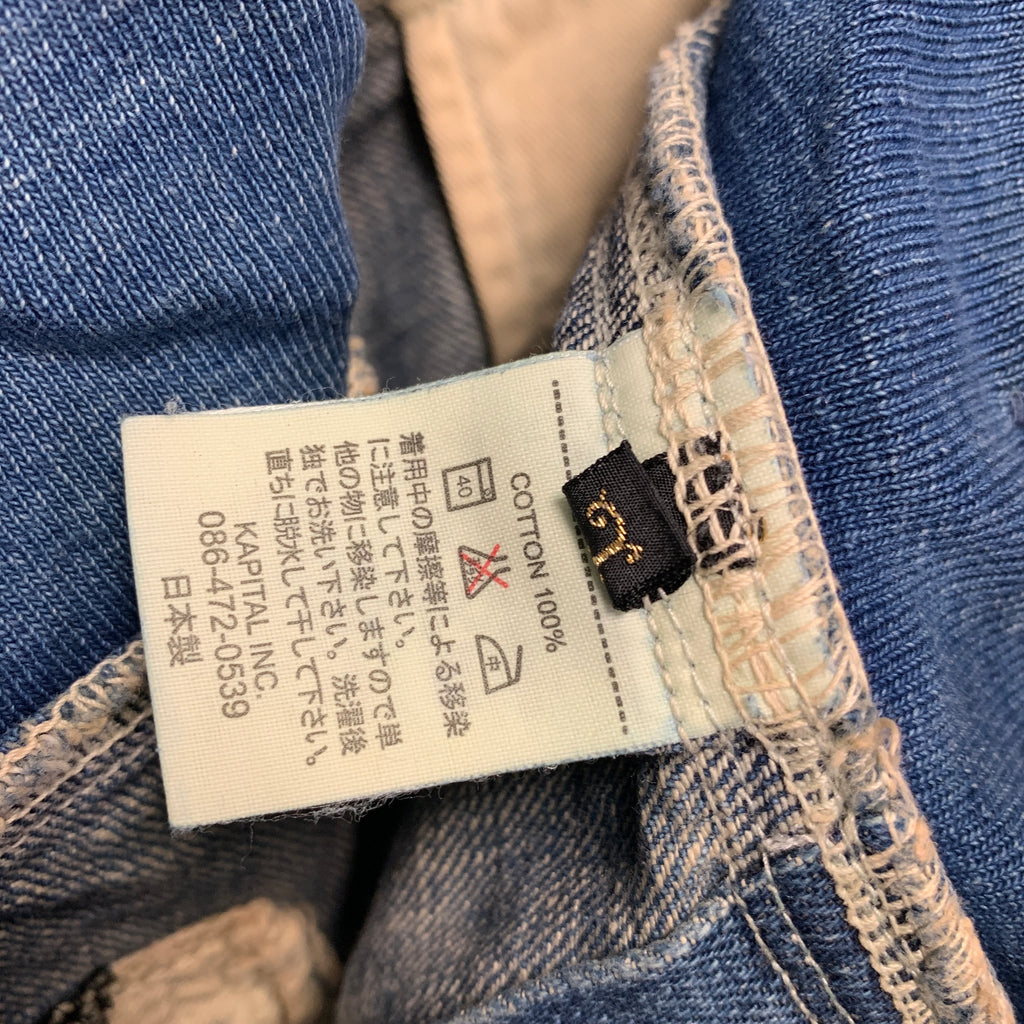 COTTON 100%
40
着用中の摩擦等による移染
に注意して下さい。
他の物に移染しますので単
独でお洗い下さい。洗濯後
直ちに脱水して干して下さい。
KAPITAL INC.
086-472-0539
日本製